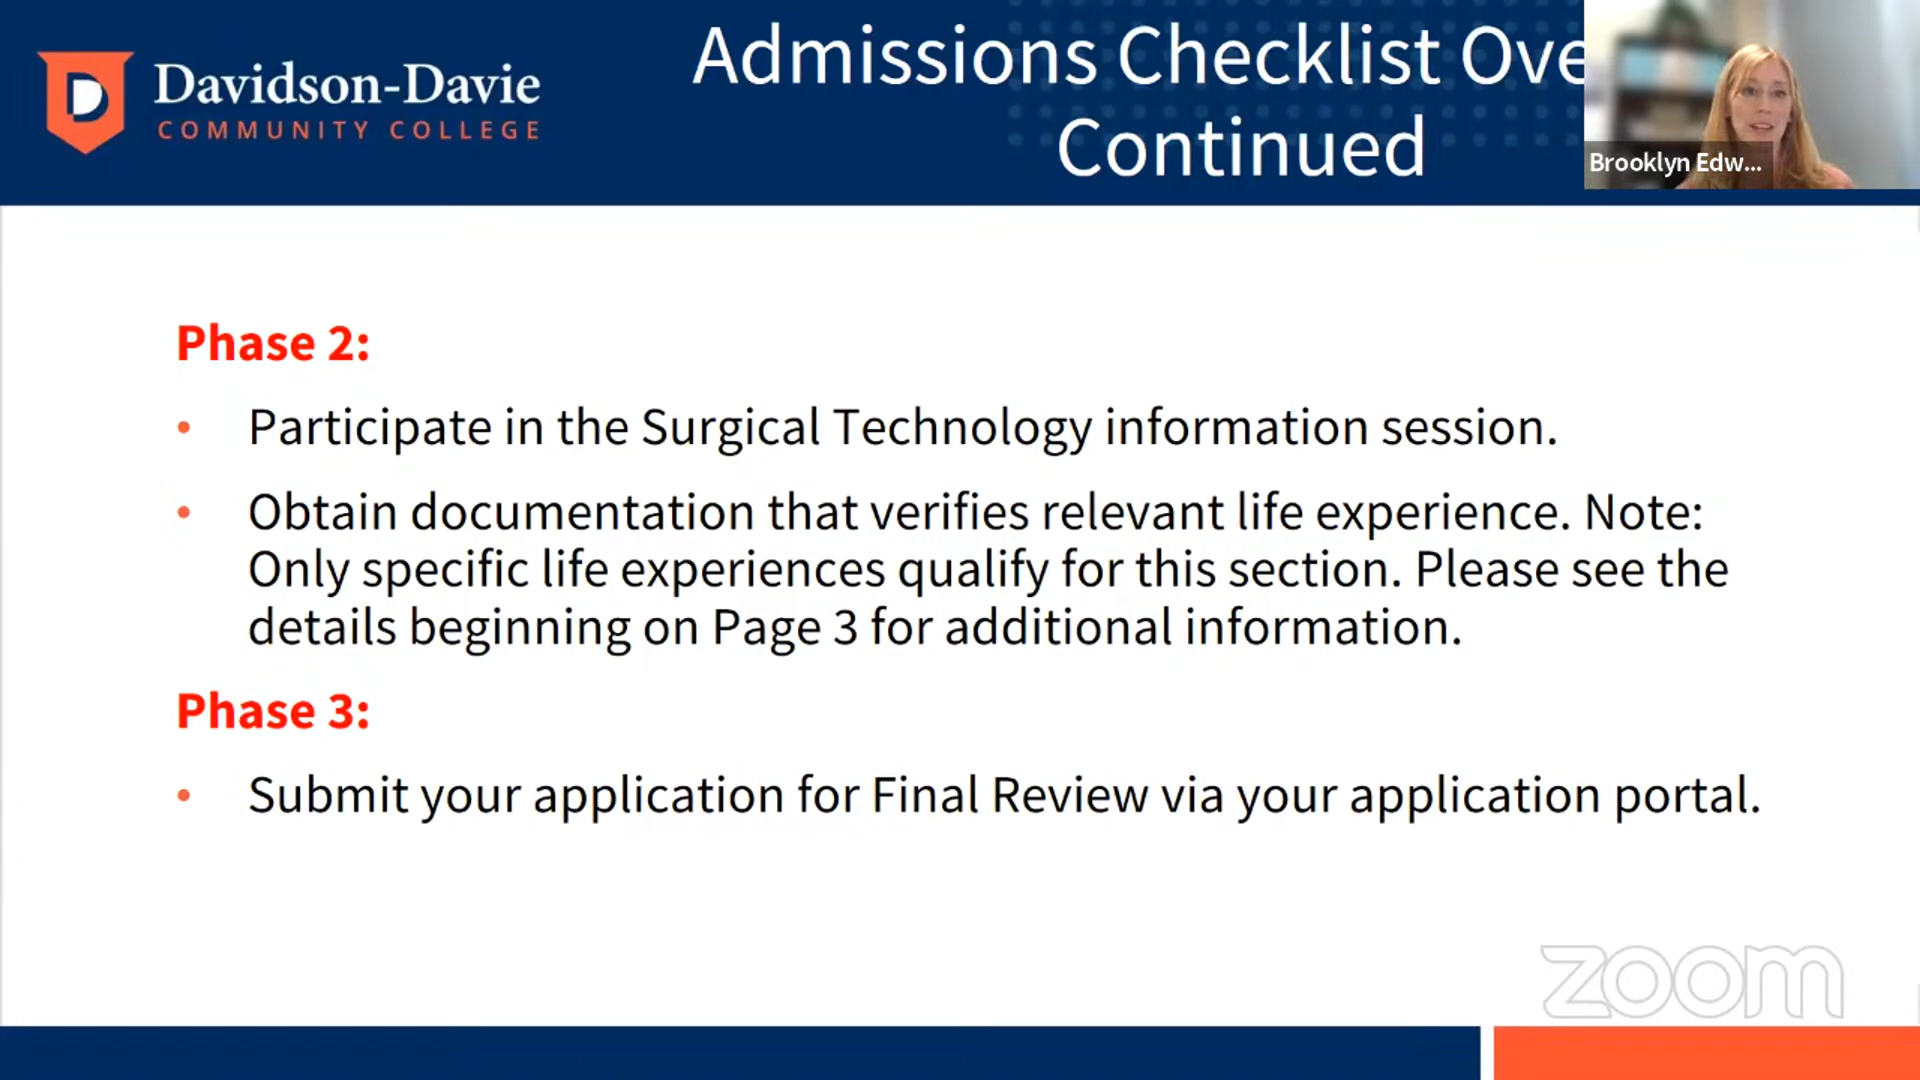 Davidson-Davie
COMMUNITY COLLEGE
Admissions Checklist Ove
Continued
Brooklyn Edw...
Phase 2:
• Participate in the Surgical Technology information session.
• Obtain documentation that verifies relevant life experience. Note:
Only specific life experiences qualify for this section. Please see the
details beginning on Page 3 for additional information.
Phase 3:
• Submit your application for Final Review via your application portal.
zoom